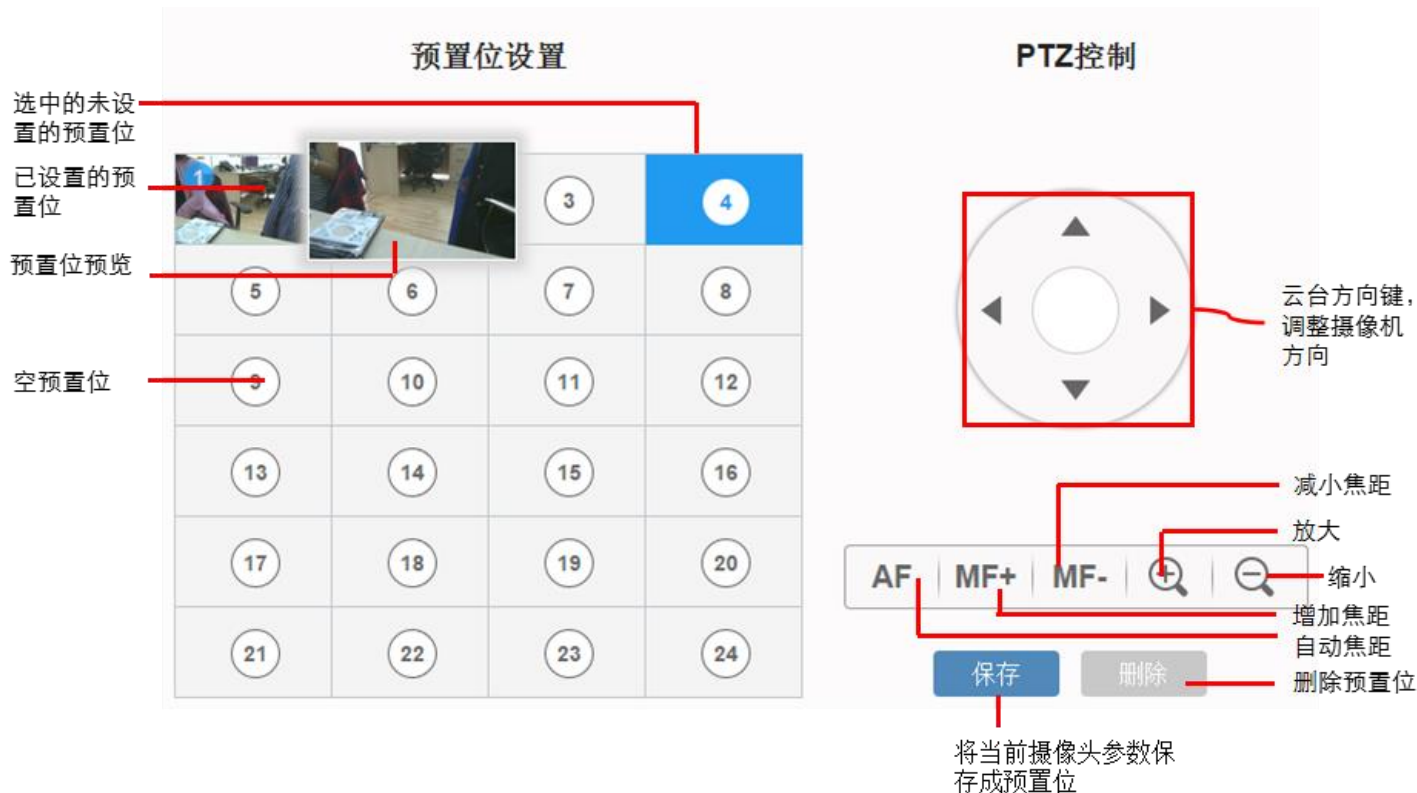 预置位设置
PTZ控制
选中的未设
置的预置位
已设置的预
置位
预置位预览
空预置位
1
3
4
5
6
7
8
9
10
11
12
13
14
15
16
17
18
19
20
21
22
23
24
云台方向键，
调整摄像机
方向
减小焦距
放大
AF
MF+
MF-
缩小
增加焦距
自动焦距
保存
删除
删除预置位
将当前摄像头参数保
存成预置位